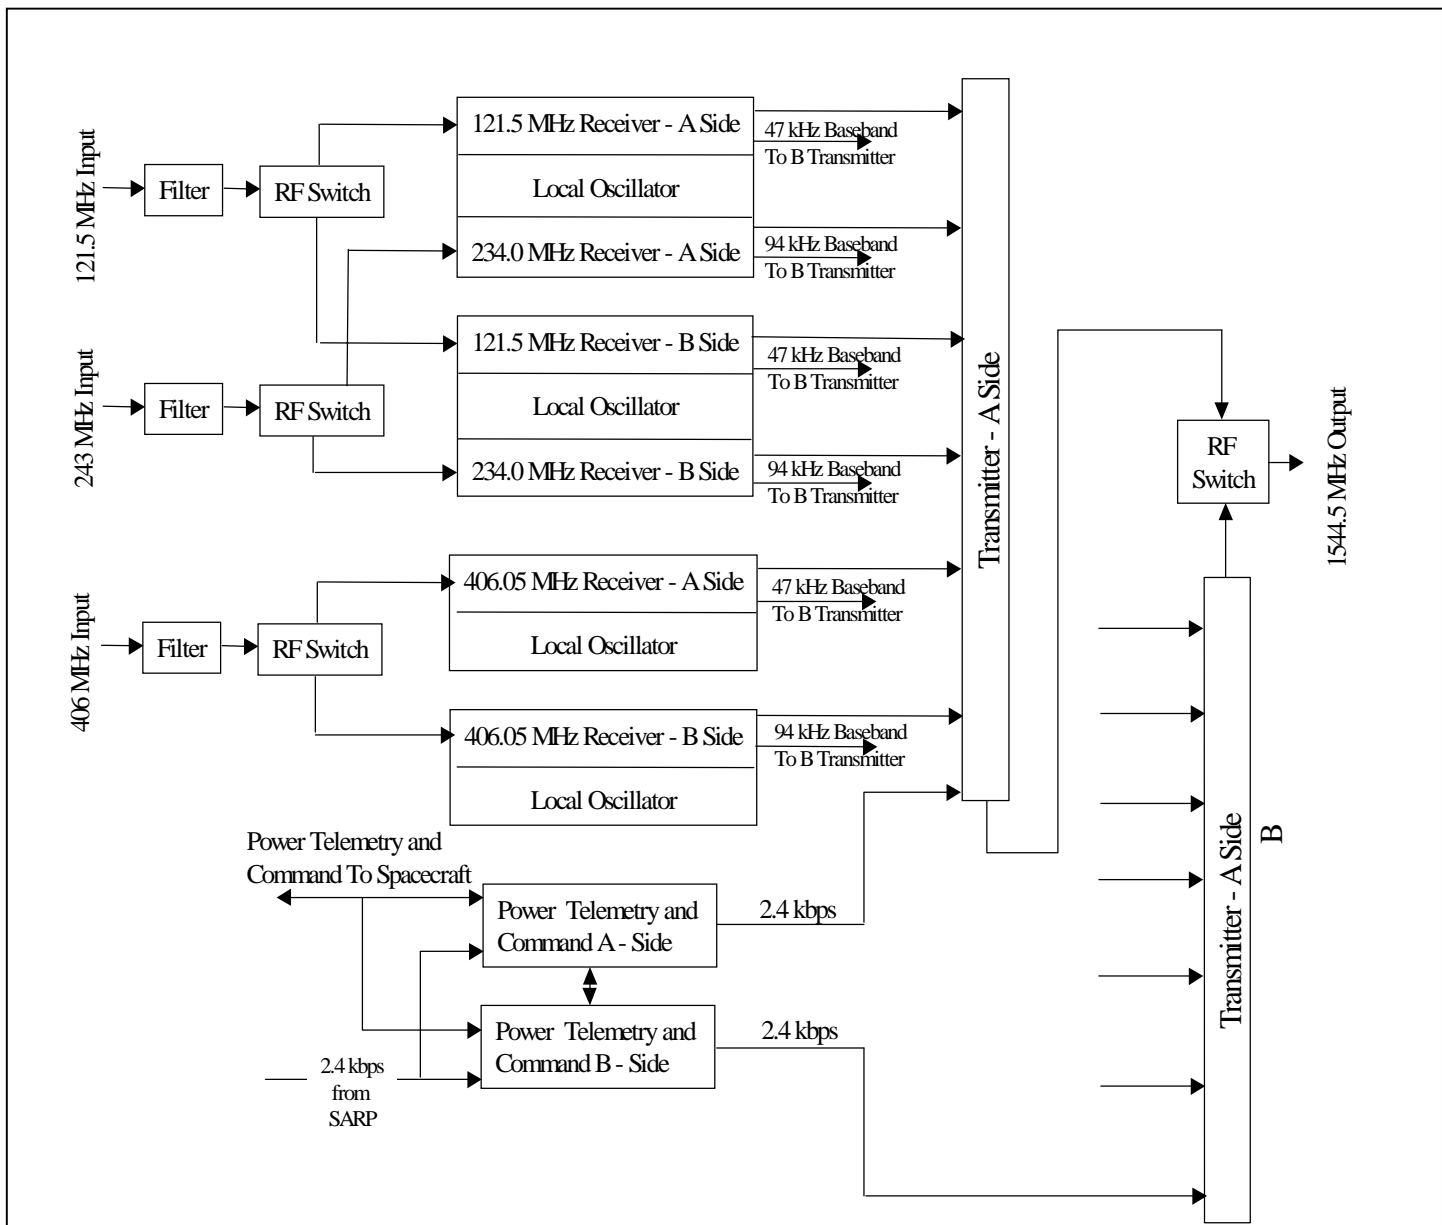 121.5 MHz Input
Filter
RF Switch
121.5 MHz Receiver - A Side
Local Oscillator
234.0 MHz Receiver - A Side
47 kHz Baseband
To B Transmitter
94 kHz Baseband
To B Transmitter
243 MHz Input
Filter
RF Switch
121.5 MHz Receiver - B Side
Local Oscillator
234.0 MHz Receiver - B Side
47 kHz Baseband
To B Transmitter
94 kHz Baseband
To B Transmitter
406 MHz Input
Filter
RF Switch
406.05 MHz Receiver - A Side
Local Oscillator
47 kHz Baseband
To B Transmitter
406.05 MHz Receiver - B Side
Local Oscillator
94 kHz Baseband
To B Transmitter
Transmitter - A Side
RF
Switch
1544.5 MHz Output
Transmitter - A Side
B
Power Telemetry and
Command To Spacecraft
Power Telemetry and
Command A - Side
2.4 kbps
Power Telemetry and
Command B - Side
2.4 kbps
2.4 kbps
from
SARP